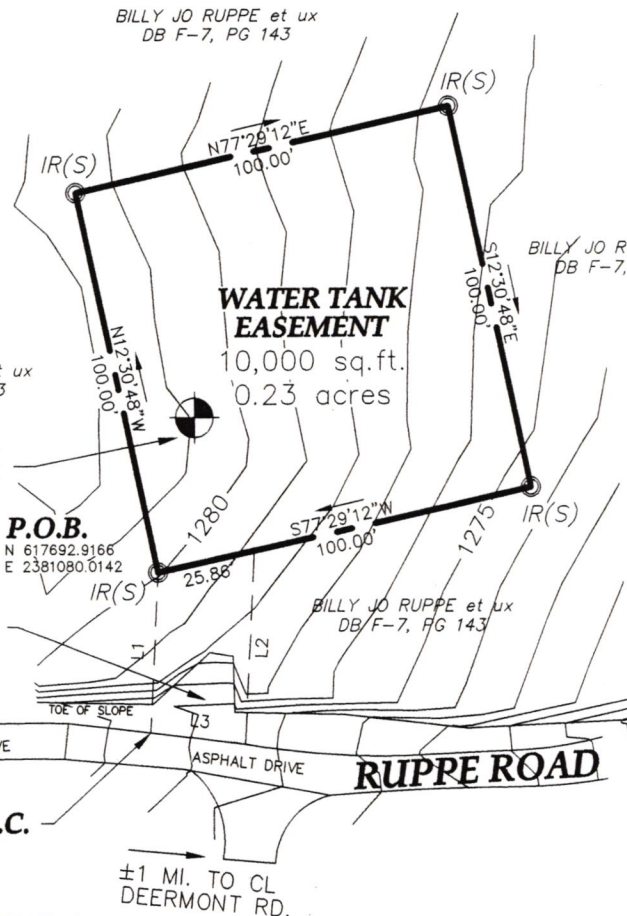 BILLY JO RUPPE et ux
DB F-7, PG 143
IR(S)
N77°29'12"E
100.00'
IR(S)
BILLY JO R
DB F-7,
S12°30'48"E
100.00'
WATER TANK
EASEMENT
10,000 sq.ft.
0.23 acres
N12°30'48"W
100.00'
t ux
3
1280
S77°29'12"W
100.00'
1275
IR(S)
P.O.B.
N 617692.9166
E 2381080.0142
IR(S)
25.86'
BILLY JO RUPPE et ux
DB F-7, PG 143
L1
L2
TOE OF SLOPE
L3
VE
ASPHALT DRIVE
RUPPE ROAD
.C.
±1 MI. TO CL
DEERMONT RD.